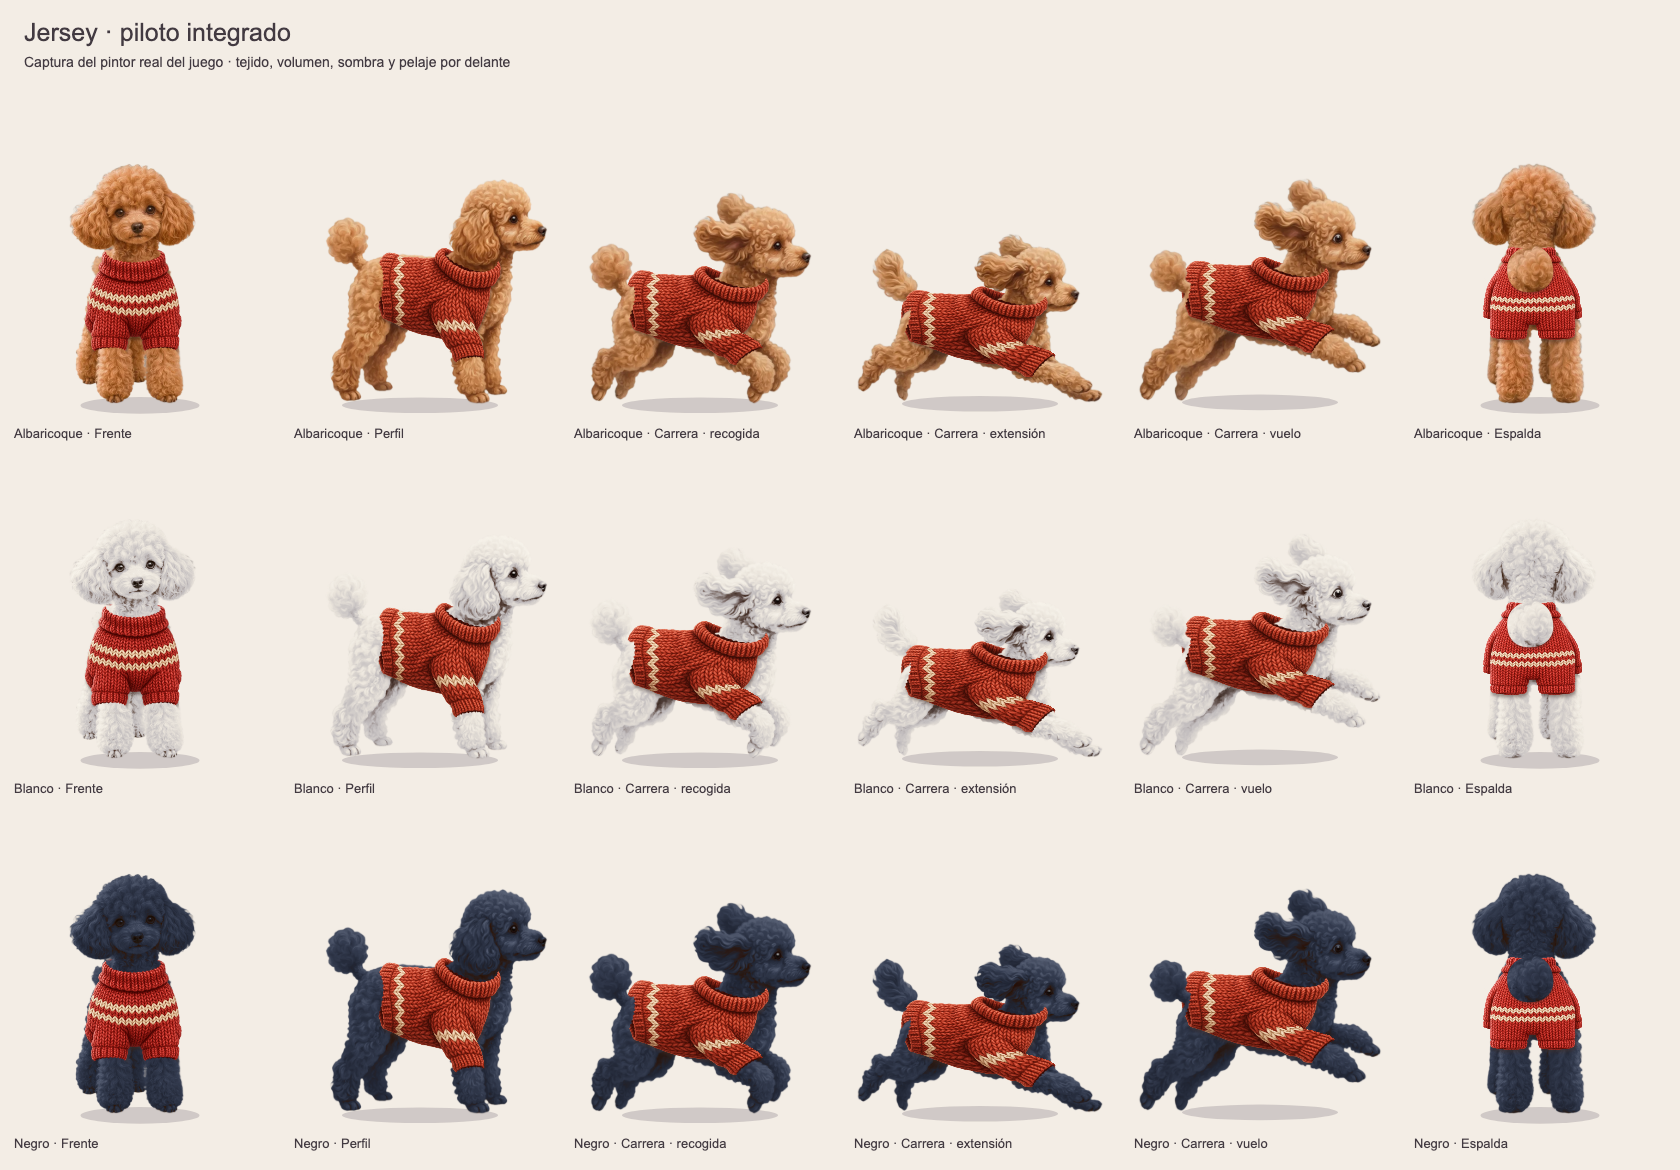 Jersey · piloto integrado
Captura del pintor real del juego · tejido, volumen, sombra y pelaje por delante
Albaricoque · Frente
Albaricoque · Perfil
Albaricoque · Carrera · recogida
Albaricoque · Carrera · extensión
Albaricoque · Carrera · vuelo
Albaricoque · Espalda
Blanco · Frente
Blanco · Perfil
Blanco · Carrera · recogida
Blanco · Carrera · extensión
Blanco · Carrera · vuelo
Blanco · Espalda
Negro · Frente
Negro · Perfil
Negro · Carrera · recogida
Negro · Carrera · extensión
Negro · Carrera · vuelo
Negro · Espalda